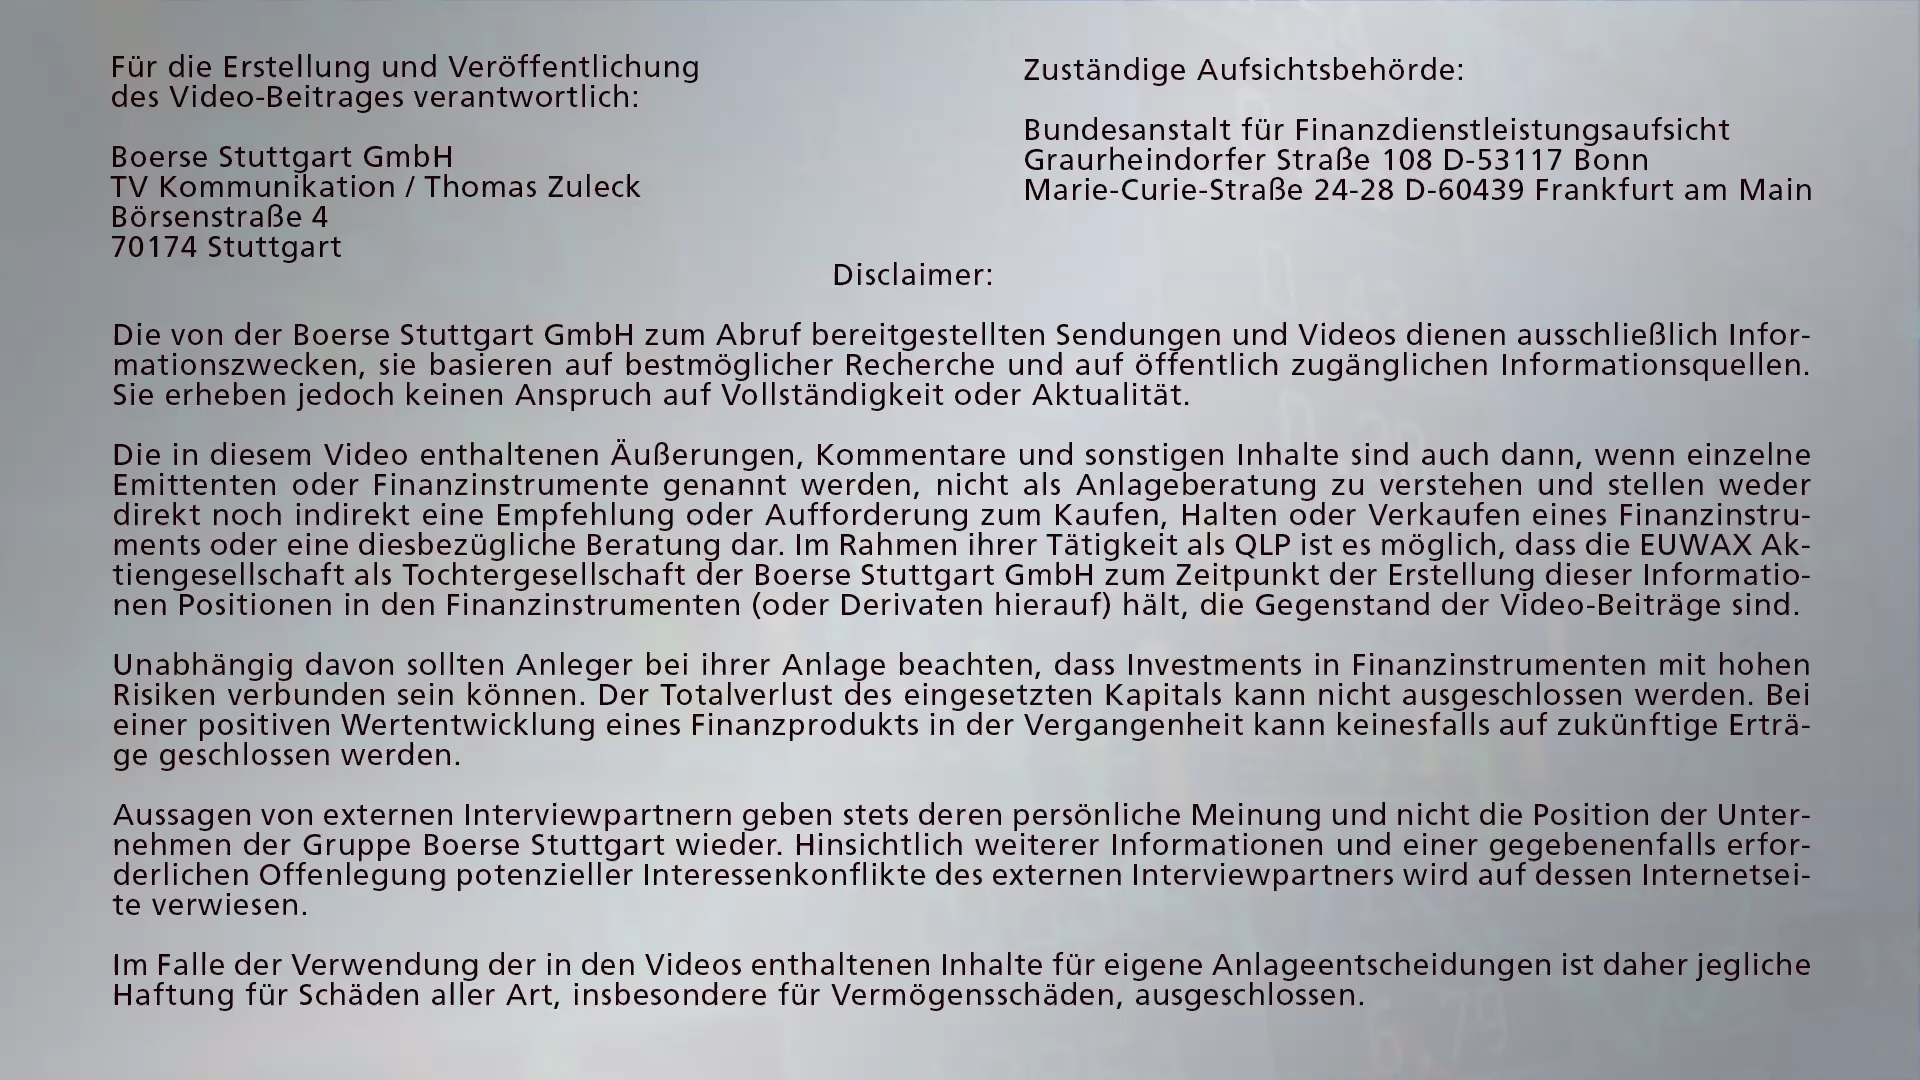 Für die Erstellung und Veröffentlichung
des Video-Beitrages verantwortlich:
Boerse Stuttgart GmbH
TV Kommunikation / Thomas Zuleck
Börsenstraße 4
70174 Stuttgart
Zuständige Aufsichtsbehörde:
Bundesanstalt für Finanzdienstleistungsaufsicht
Graurheindorfer Straße 108 D-53117 Bonn
Marie-Curie-Straße 24-28 D-60439 Frankfurt am Main
Disclaimer:
Die von der Boerse Stuttgart GmbH zum Abruf bereitgestellten Sendungen und Videos dienen ausschließlich Infor-
mationszwecken, sie basieren auf bestmöglicher Recherche und auf öffentlich zugänglichen Informationsquellen.
Sie erheben jedoch keinen Anspruch auf Vollständigkeit oder Aktualität.
Die in diesem Video enthaltenen Äußerungen, Kommentare und sonstigen Inhalte sind auch dann, wenn einzelne
Emittenten oder Finanzinstrumente genannt werden, nicht als Anlageberatung zu verstehen und stellen weder
direkt noch indirekt eine Empfehlung oder Aufforderung zum Kaufen, Halten oder Verkaufen eines Finanzinstru-
ments oder eine diesbezügliche Beratung dar. Im Rahmen ihrer Tätigkeit als QLP ist es möglich, dass die EUWAX Ak-
tiengesellschaft als Tochtergesellschaft der Boerse Stuttgart GmbH zum Zeitpunkt der Erstellung dieser Informatio-
nen Positionen in den Finanzinstrumenten (oder Derivaten hierauf) hält, die Gegenstand der Video-Beiträge sind.
Unabhängig davon sollten Anleger bei ihrer Anlage beachten, dass Investments in Finanzinstrumenten mit hohen
Risiken verbunden sein können. Der Totalverlust des eingesetzten Kapitals kann nicht ausgeschlossen werden. Bei
einer positiven Wertentwicklung eines Finanzprodukts in der Vergangenheit kann keinesfalls auf zukünftige Erträ-
ge geschlossen werden.
Aussagen von externen Interviewpartnern geben stets deren persönliche Meinung und nicht die Position der Unter-
nehmen der Gruppe Boerse Stuttgart wieder. Hinsichtlich weiterer Informationen und einer gegebenenfalls erfor-
derlichen Offenlegung potenzieller Interessenkonflikte des externen Interviewpartners wird auf dessen Internetsei-
te verwiesen.
Im Falle der Verwendung der in den Videos enthaltenen Inhalte für eigene Anlageentscheidungen ist daher jegliche
Haftung für Schäden aller Art, insbesondere für Vermögensschäden, ausgeschlossen.